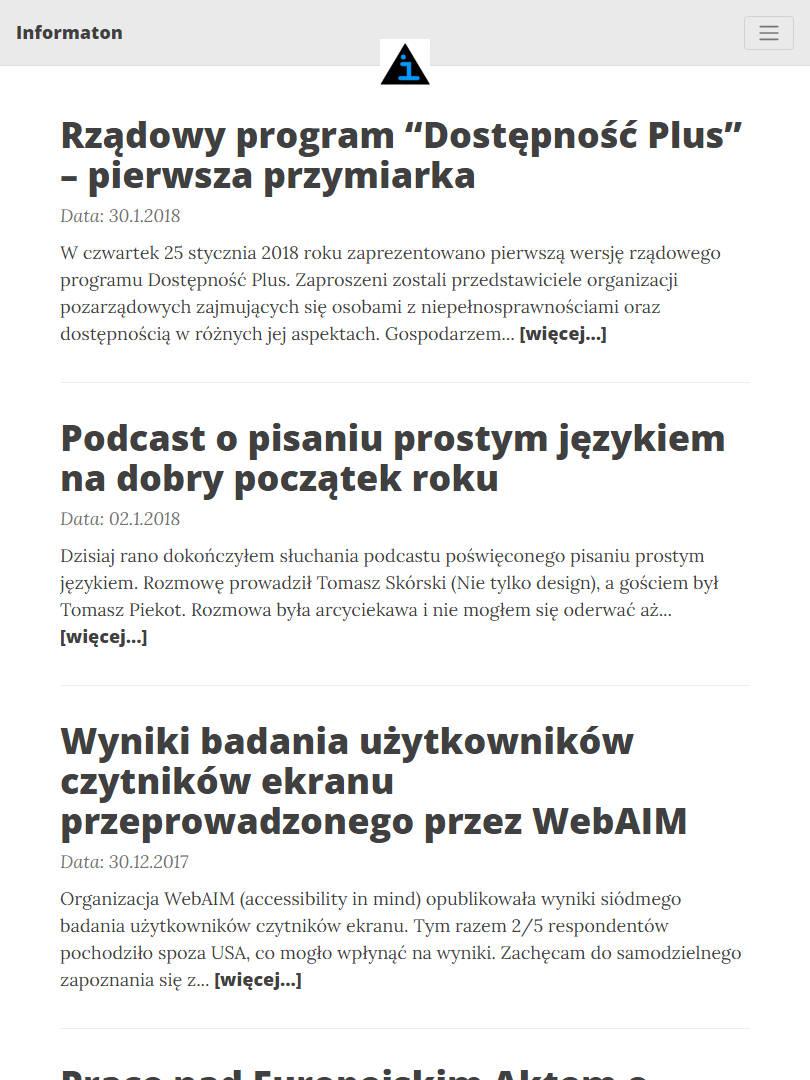 Informaton
i
Rządowy program “Dostępność Plus”
– pierwsza przymiarka
Data: 30.1.2018
W czwartek 25 stycznia 2018 roku zaprezentowano pierwszą wersję rządowego
programu Dostępność Plus. Zaproszeni zostali przedstawiciele organizacji
pozarządowych zajmujących się osobami z niepełnosprawnościami oraz
dostępnością w różnych jej aspektach. Gospodarzem... [więcej...]
Podcast o pisaniu prostym językiem
na dobry początek roku
Data: 02.1.2018
Dzisiaj rano dokończyłem słuchania podcastu poświęconego pisaniu prostym
językiem. Rozmowę prowadził Tomasz Skórski (Nie tylko design), a gościem był
Tomasz Piekot. Rozmowa była arcyciekawa i nie mogłem się oderwać aż...
[więcej...]
Wyniki badania użytkowników
czytników ekranu
przeprowadzonego przez WebAIM
Data: 30.12.2017
Organizacja WebAIM (accessibility in mind) opublikowała wyniki siódmego
badania użytkowników czytników ekranu. Tym razem 2/5 respondentów
pochodziło spoza USA, co mogło wpłynąć na wyniki. Zachęcam do samodzielnego
zapoznania się z... [więcej...]
Prace nad Europejskim Aktem o